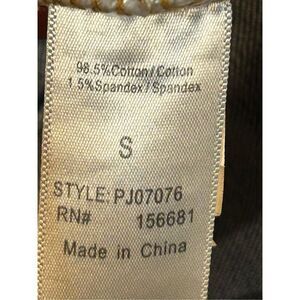 98.5%Cotton/Cotton
1.5%Spandex/Spandex
S
STYLE:PJ07076
RN# 156681
Made in China